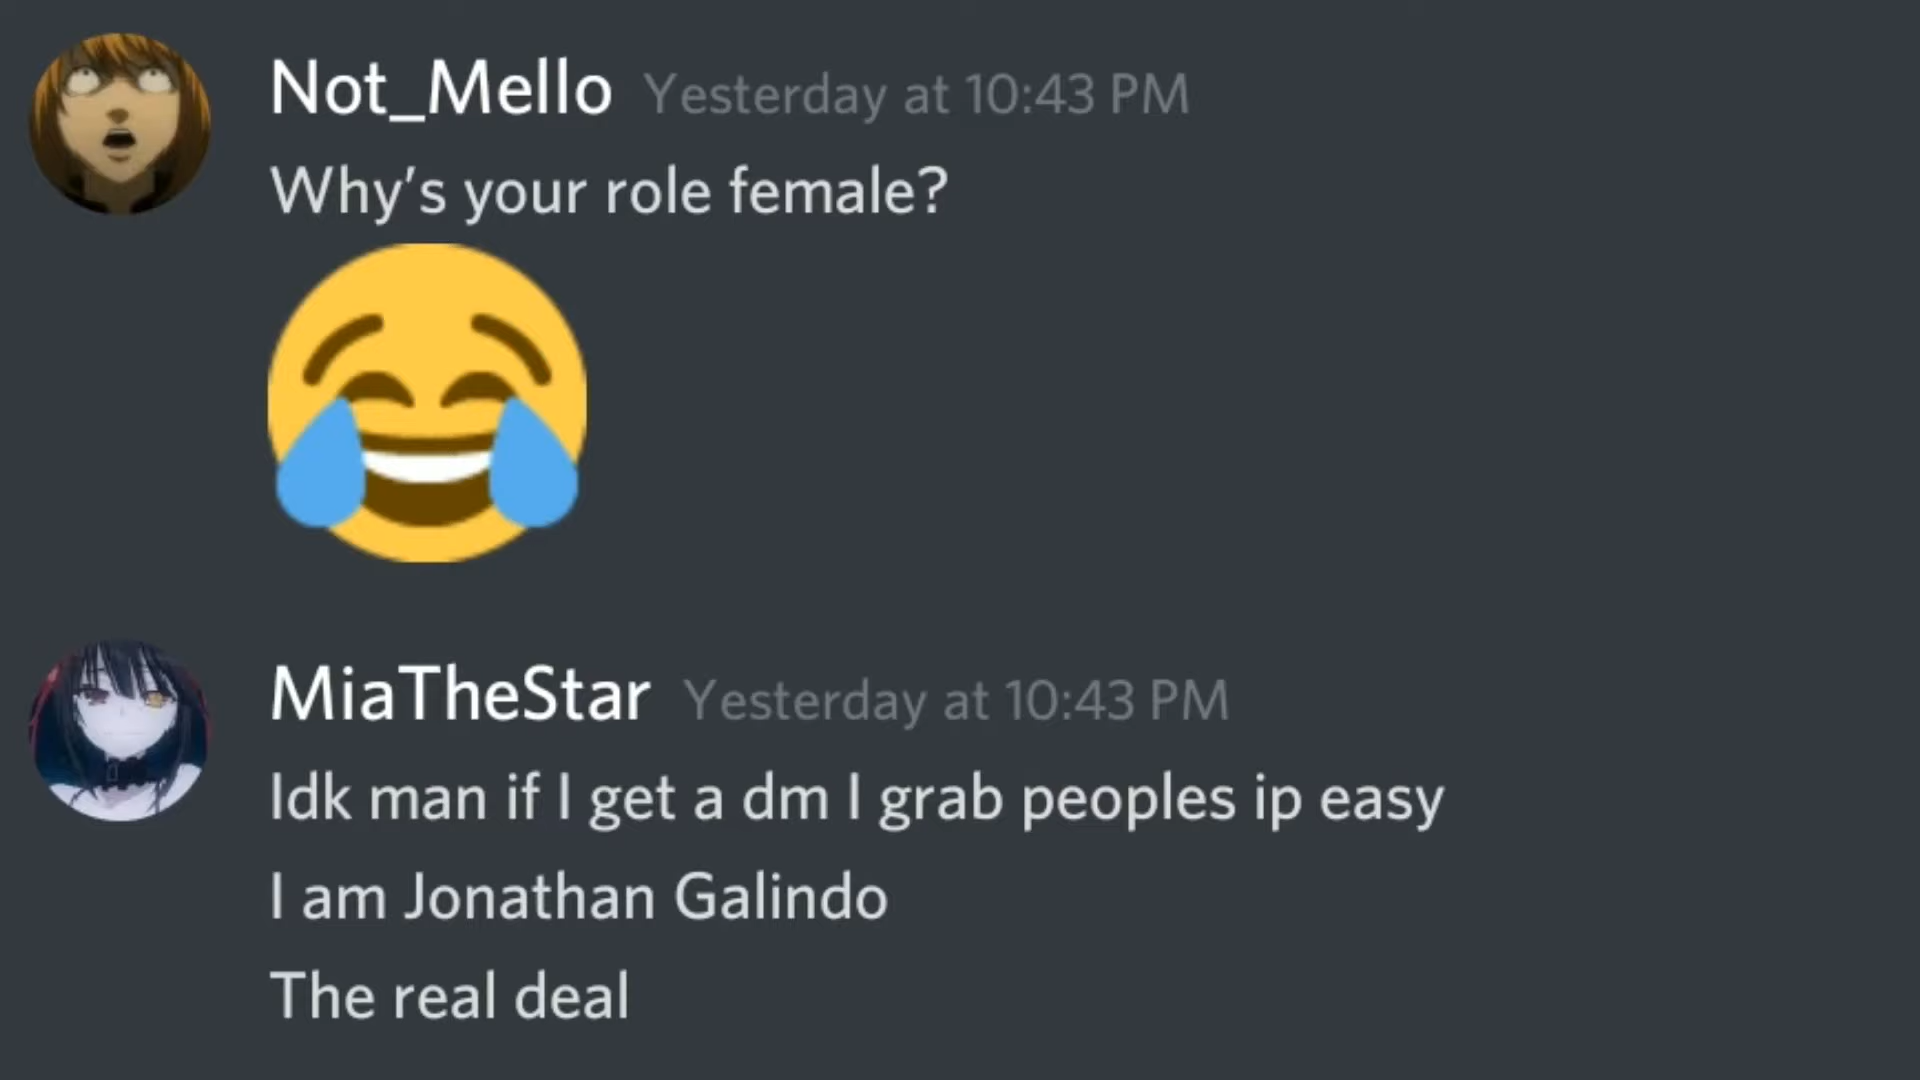 Not_Mello Yesterday at 10:43 PM
Why’s your role female?
MiaTheStar Yesterday at 10:43 PM
Idk man if I get a dm I grab peoples ip easy
I am Jonathan Galindo
The real deal